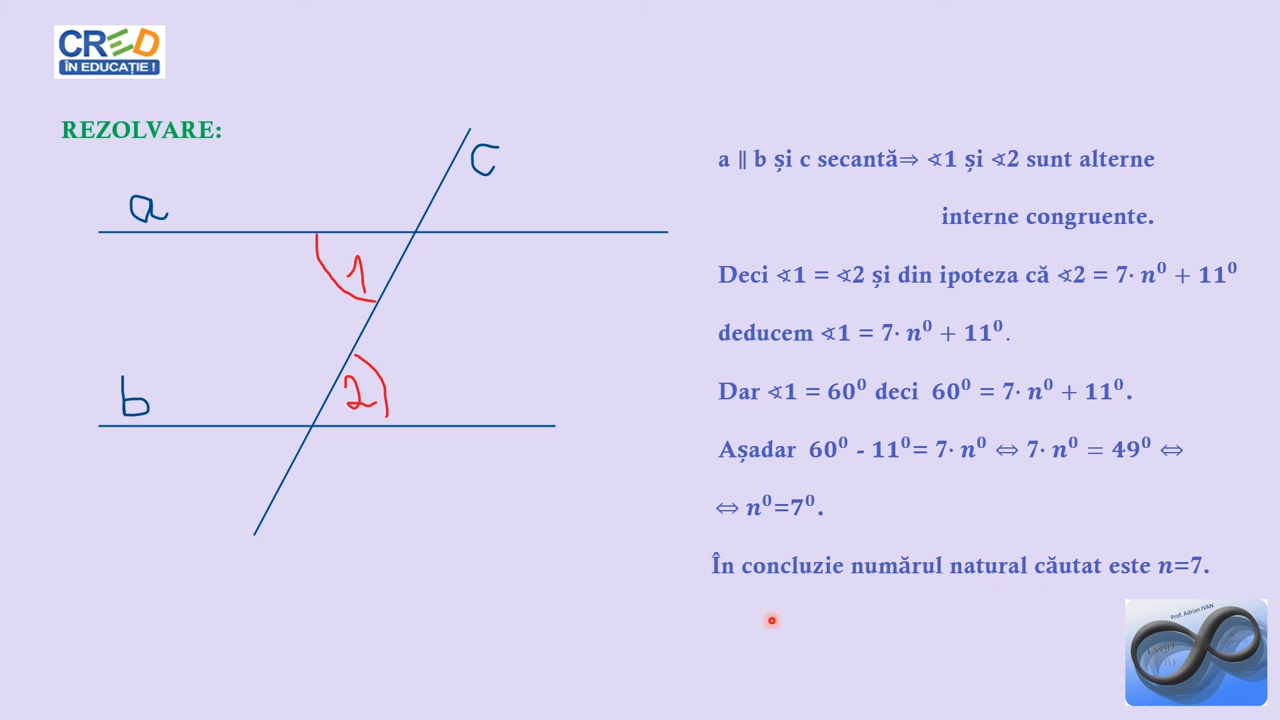 CRED
ÎN EDUCAȚIE !
REZOLVARE:
c
a
1
b
2
a ∥ b și c secantă⇒ ∢1 și ∢2 sunt alterne
interne congruente.
Deci ∢1 = ∢2 și din ipoteza că ∢2 = 7· n⁰ + 11⁰
deducem ∢1 = 7· n⁰ + 11⁰.
Dar ∢1 = 60⁰ deci 60⁰ = 7· n⁰ + 11⁰.
Așadar 60⁰ - 11⁰= 7· n⁰ ⇔ 7· n⁰ = 49⁰ ⇔
⇔ n⁰=7⁰.
În concluzie numărul natural căutat este n=7.
Prof. Adrian IVAN